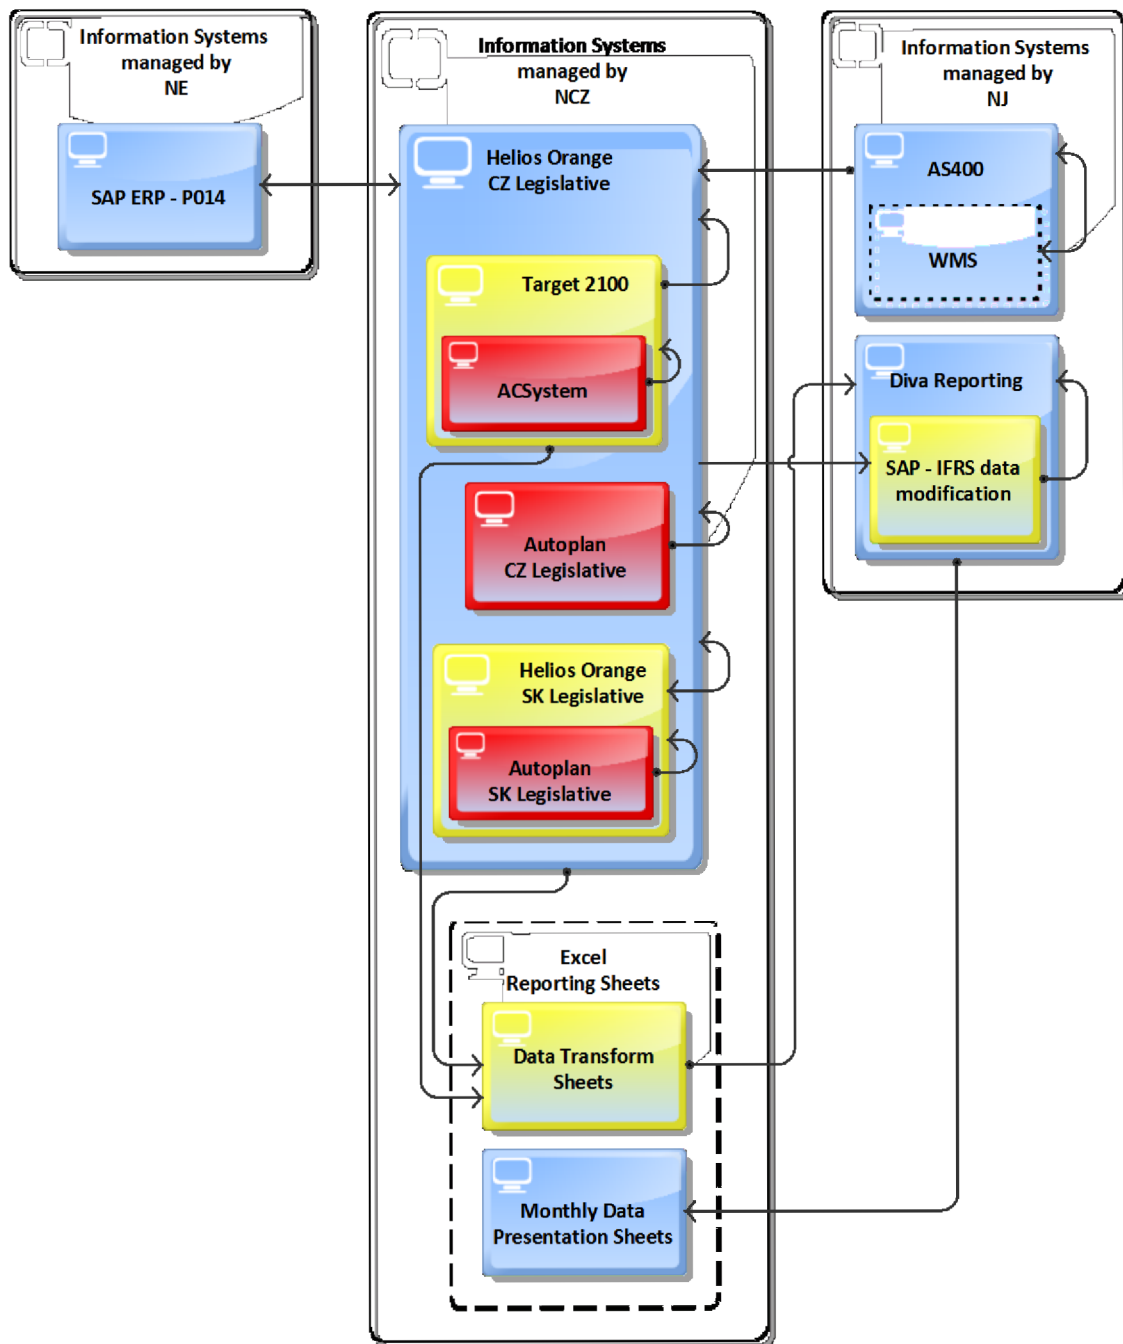 Information Systems
managed by
NE
SAP ERP - P014
Information Systems
managed by
NCZ
Helios Orange
CZ Legislative
Target 2100
ACSystem
Autoplan
CZ Legislative
Helios Orange
SK Legislative
Autoplan
SK Legislative
Excel
Reporting Sheets
Data Transform
Sheets
Monthly Data
Presentation Sheets
Information Systems
managed by
NJ
AS400
WMS
Diva Reporting
SAP - IFRS data
modification